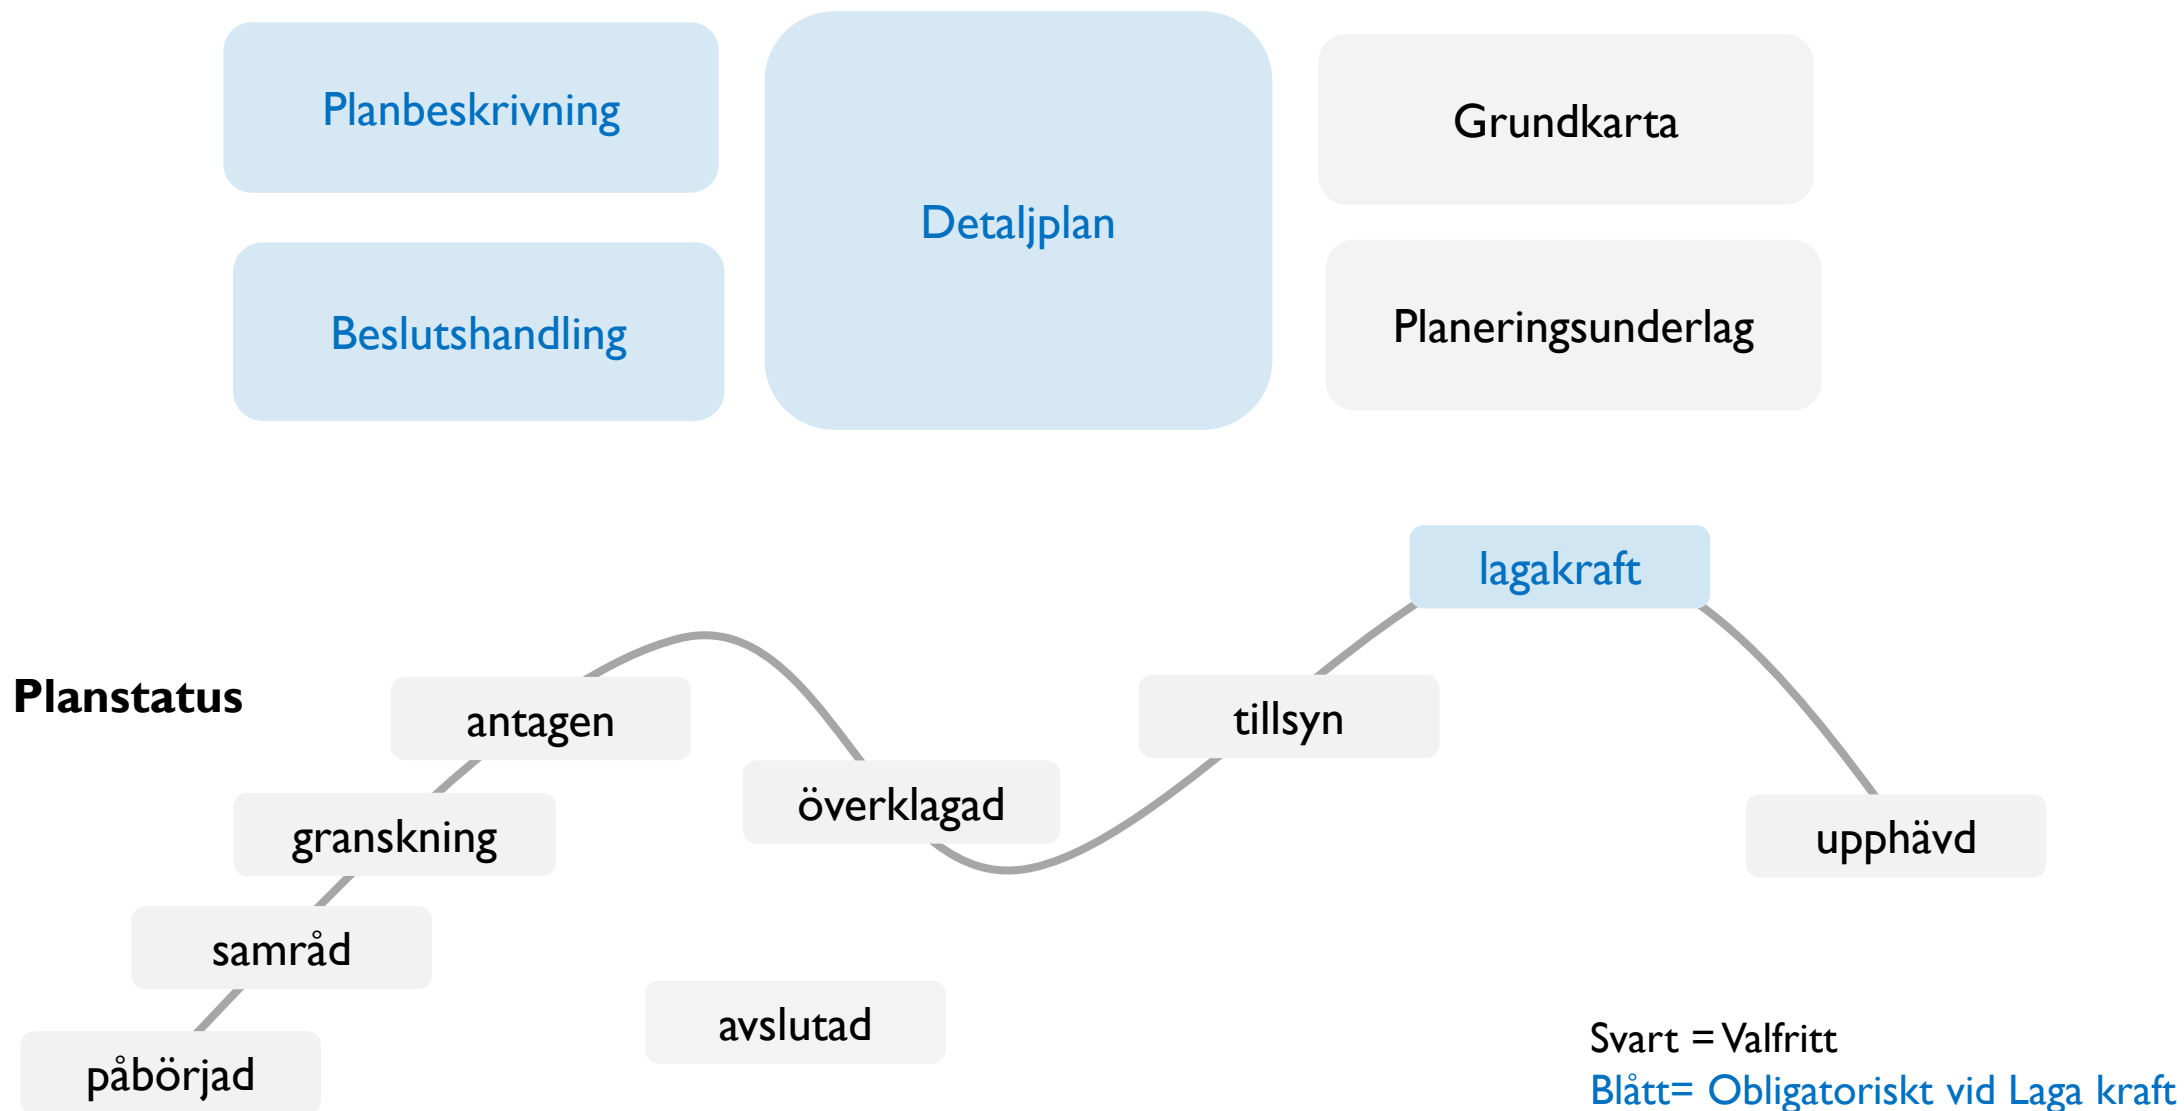 Planbeskrivning
Detaljplan
Grundkarta
Beslutshandling
Planeringsunderlag
lagakraft
Planstatus
antagen
tillsyn
överklagad
granskning
upphävd
samråd
avslutad
påbörjad
Svart = Valfritt
Blått= Obligatoriskt vid Laga kraft